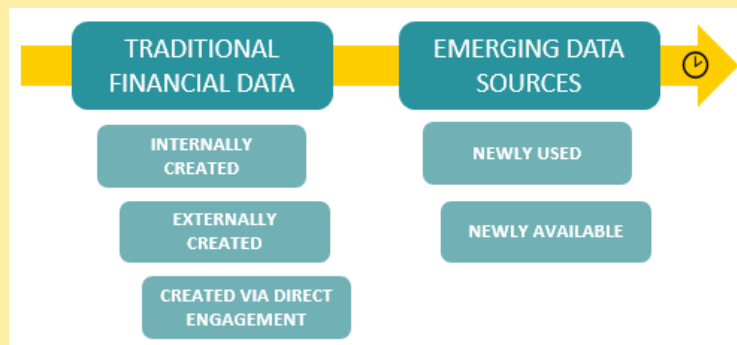 TRADITIONAL
FINANCIAL DATA
EMERGING DATA
SOURCES
INTERNALLY
CREATED
EXTERNALLY
CREATED
CREATED VIA DIRECT
ENGAGEMENT
NEWLY USED
NEWLY AVAILABLE